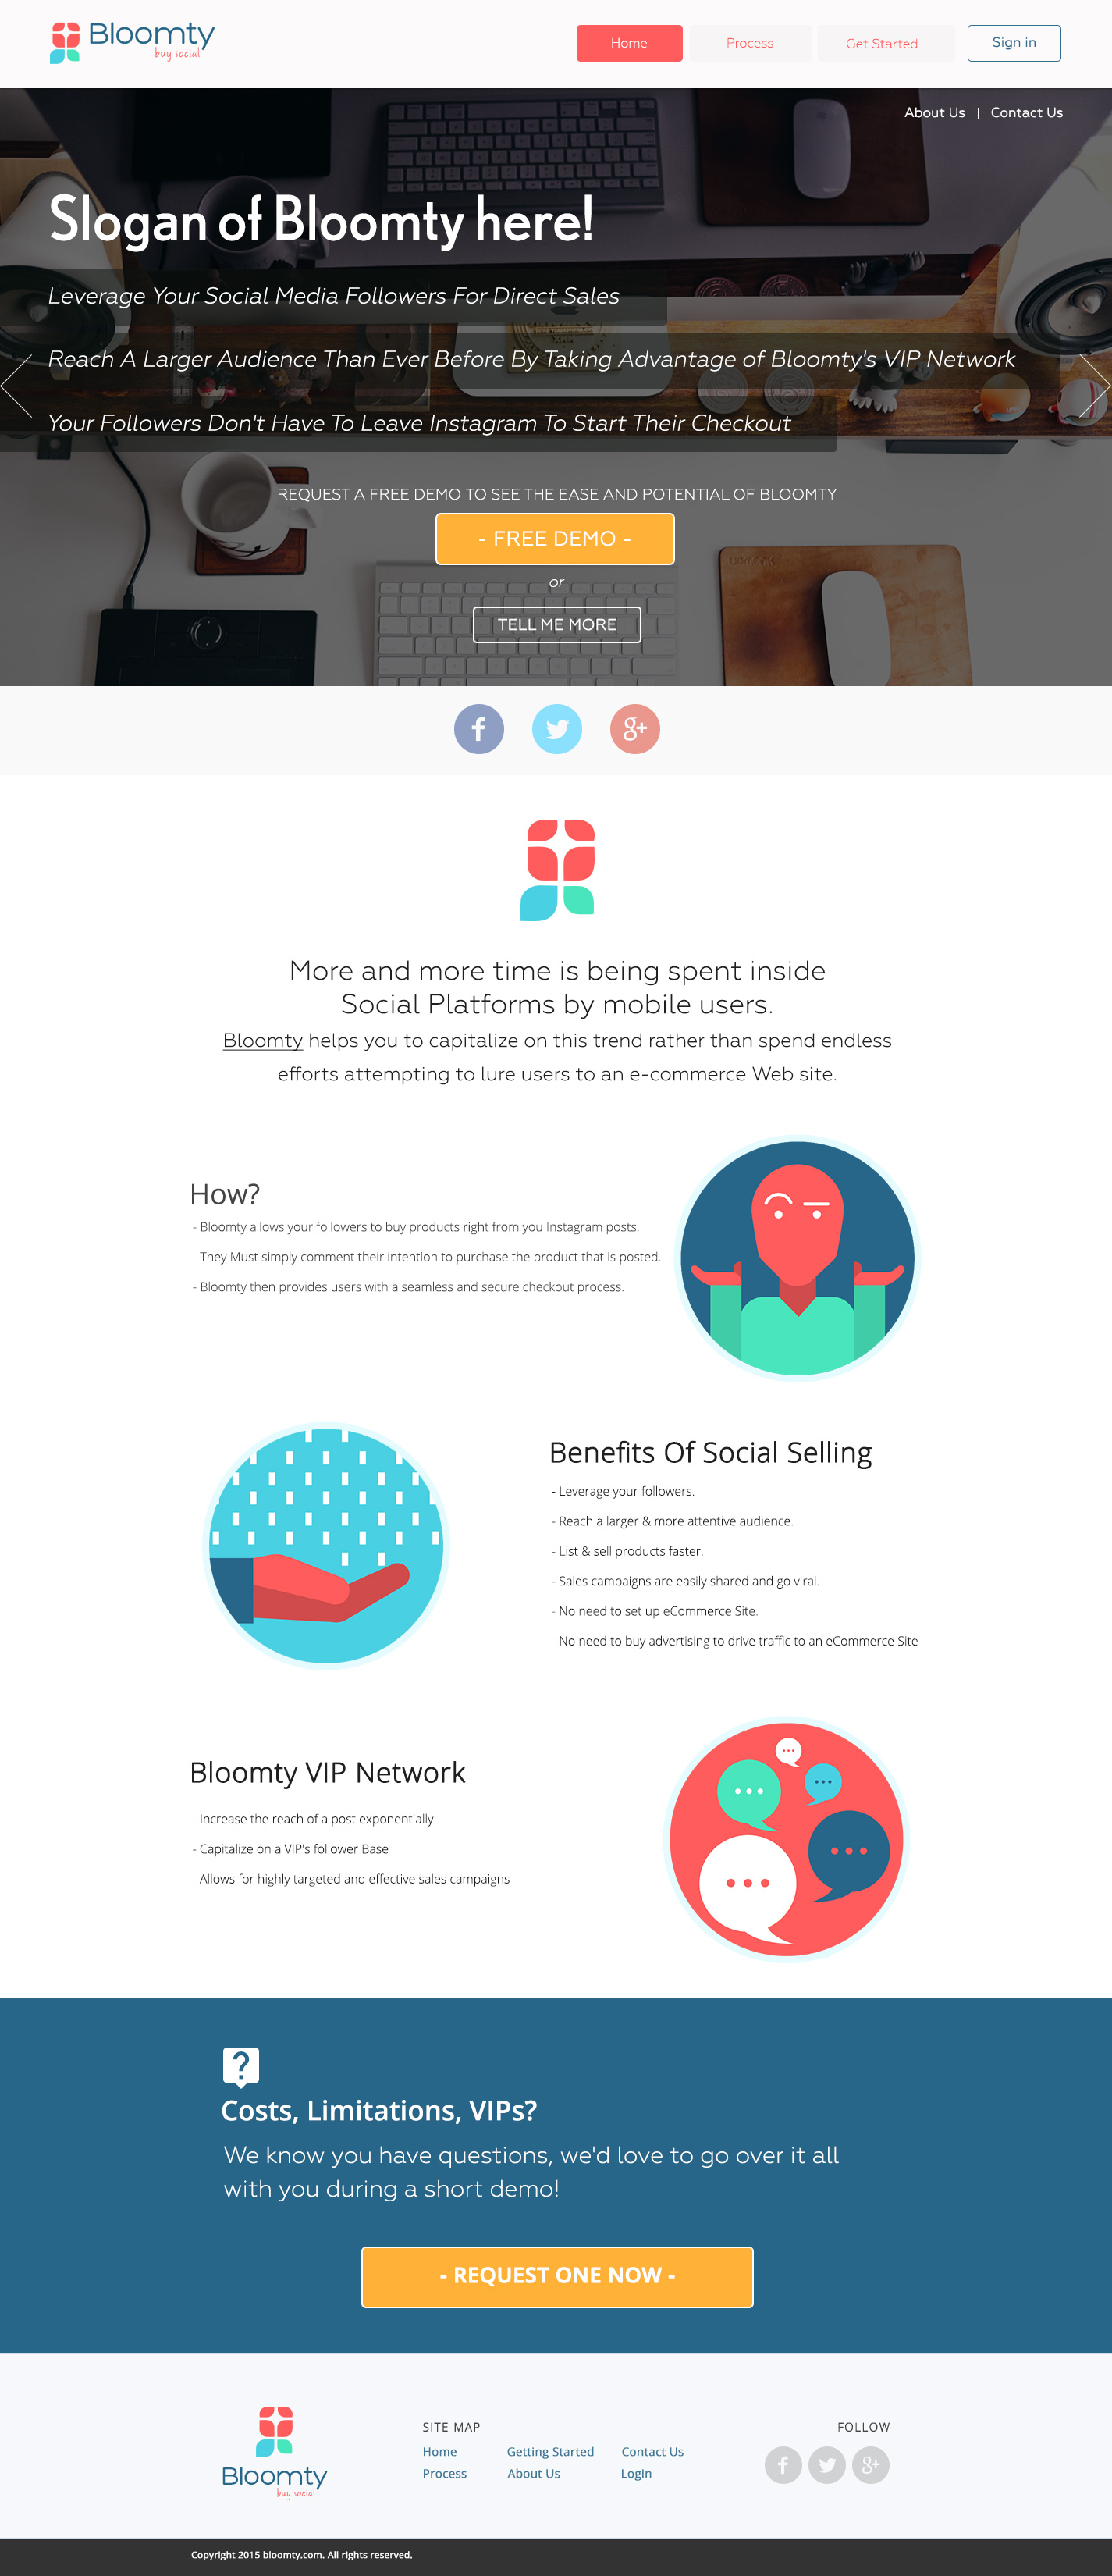 Bloomty
buy social
Home
Process
Get Started
Sign in
About Us | Contact Us
Slogan of Bloomty here!
Leverage Your Social Media Followers For Direct Sales
Reach A Larger Audience Than Ever Before By Taking Advantage of Bloomty's VIP Network
Your Followers Don't Have To Leave Instagram To Start Their Checkout
REQUEST A FREE DEMO TO SEE THE EASE AND POTENTIAL OF BLOOMTY
- FREE DEMO -
or
TELL ME MORE
f
g+
More and more time is being spent inside
Social Platforms by mobile users.
Bloomty helps you to capitalize on this trend rather than spend endless
efforts attempting to lure users to an e-commerce Web site.
How?
- Bloomty allows your followers to buy products right from you Instagram posts.
- They Must simply comment their intention to purchase the product that is posted.
- Bloomty then provides users with a seamless and secure checkout process.
Benefits Of Social Selling
- Leverage your followers.
- Reach a larger & more attentive audience.
- List & sell products faster.
- Sales campaigns are easily shared and go viral.
- No need to set up eCommerce Site.
- No need to buy advertising to drive traffic to an eCommerce Site
Bloomty VIP Network
- Increase the reach of a post exponentially
- Capitalize on a VIP's follower Base
- Allows for highly targeted and effective sales campaigns
?
Costs, Limitations, VIPs?
We know you have questions, we'd love to go over it all
with you during a short demo!
- REQUEST ONE NOW -
Bloomty
buy social
SITE MAP
Home Getting Started Contact Us
Process About Us Login
FOLLOW
f
g+
Copyright 2015 bloomty.com. All rights reserved.